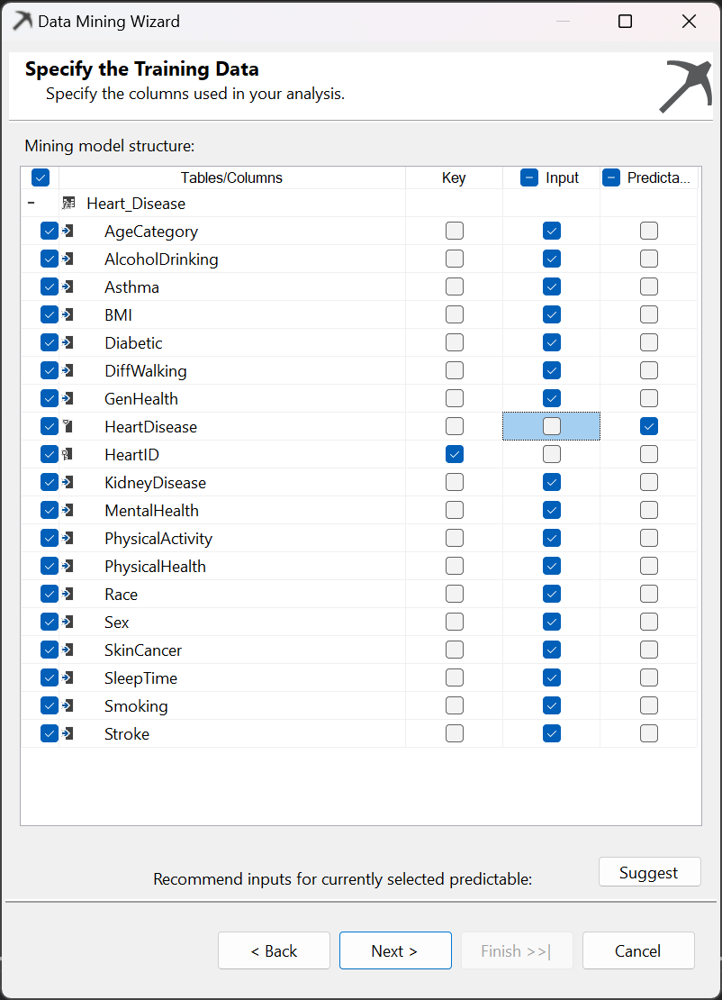 Data Mining Wizard
Specify the Training Data
Specify the columns used in your analysis.
Mining model structure:
Tables/Columns Key Input Predicta...
Heart_Disease
AgeCategory
AlcoholDrinking
Asthma
BMI
Diabetic
DiffWalking
GenHealth
HeartDisease
HeartID
KidneyDisease
MentalHealth
PhysicalActivity
PhysicalHealth
Race
Sex
SkinCancer
SleepTime
Smoking
Stroke
Recommend inputs for currently selected predictable: Suggest
< Back Next > Finish >>| Cancel